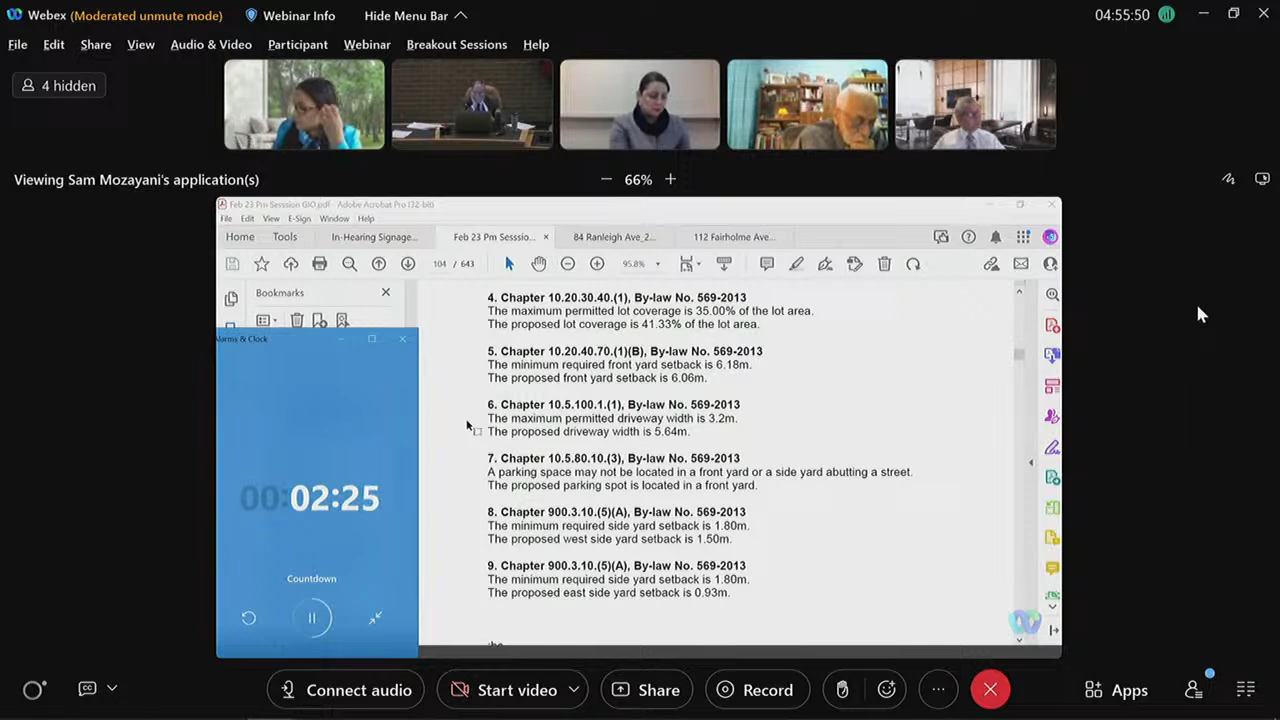 Webex (Moderated unmute mode) Webinar Info Hide Menu Bar 04:55:50
File Edit Share View Audio & Video Participant Webinar Breakout Sessions Help
4 hidden
Viewing Sam Mozayani's application(s) 66%
Feb 23 Pm Sesssion GIO.pdf - Adobe Acrobat Pro (32-bit)
File Edit View E-Sign Window Help
Home Tools In-Hearing Signage... Feb 23 Pm Sesssio... 84 Ranleigh Ave_2... 112 Fairholme Ave...
104 / 643 95.8%
Bookmarks
4. Chapter 10.20.30.40.(1), By-law No. 569-2013
The maximum permitted lot coverage is 35.00% of the lot area.
The proposed lot coverage is 41.33% of the lot area.
5. Chapter 10.20.40.70.(1)(B), By-law No. 569-2013
The minimum required front yard setback is 6.18m.
The proposed front yard setback is 6.06m.
6. Chapter 10.5.100.1.(1), By-law No. 569-2013
The maximum permitted driveway width is 3.2m.
The proposed driveway width is 5.64m.
7. Chapter 10.5.80.10.(3), By-law No. 569-2013
A parking space may not be located in a front yard or a side yard abutting a street.
The proposed parking spot is located in a front yard.
8. Chapter 900.3.10.(5)(A), By-law No. 569-2013
The minimum required side yard setback is 1.80m.
The proposed west side yard setback is 1.50m.
9. Chapter 900.3.10.(5)(A), By-law No. 569-2013
The minimum required side yard setback is 1.80m.
The proposed east side yard setback is 0.93m.
larms & Clock
00:02:25
Countdown
Connect audio Start video Share Record Apps